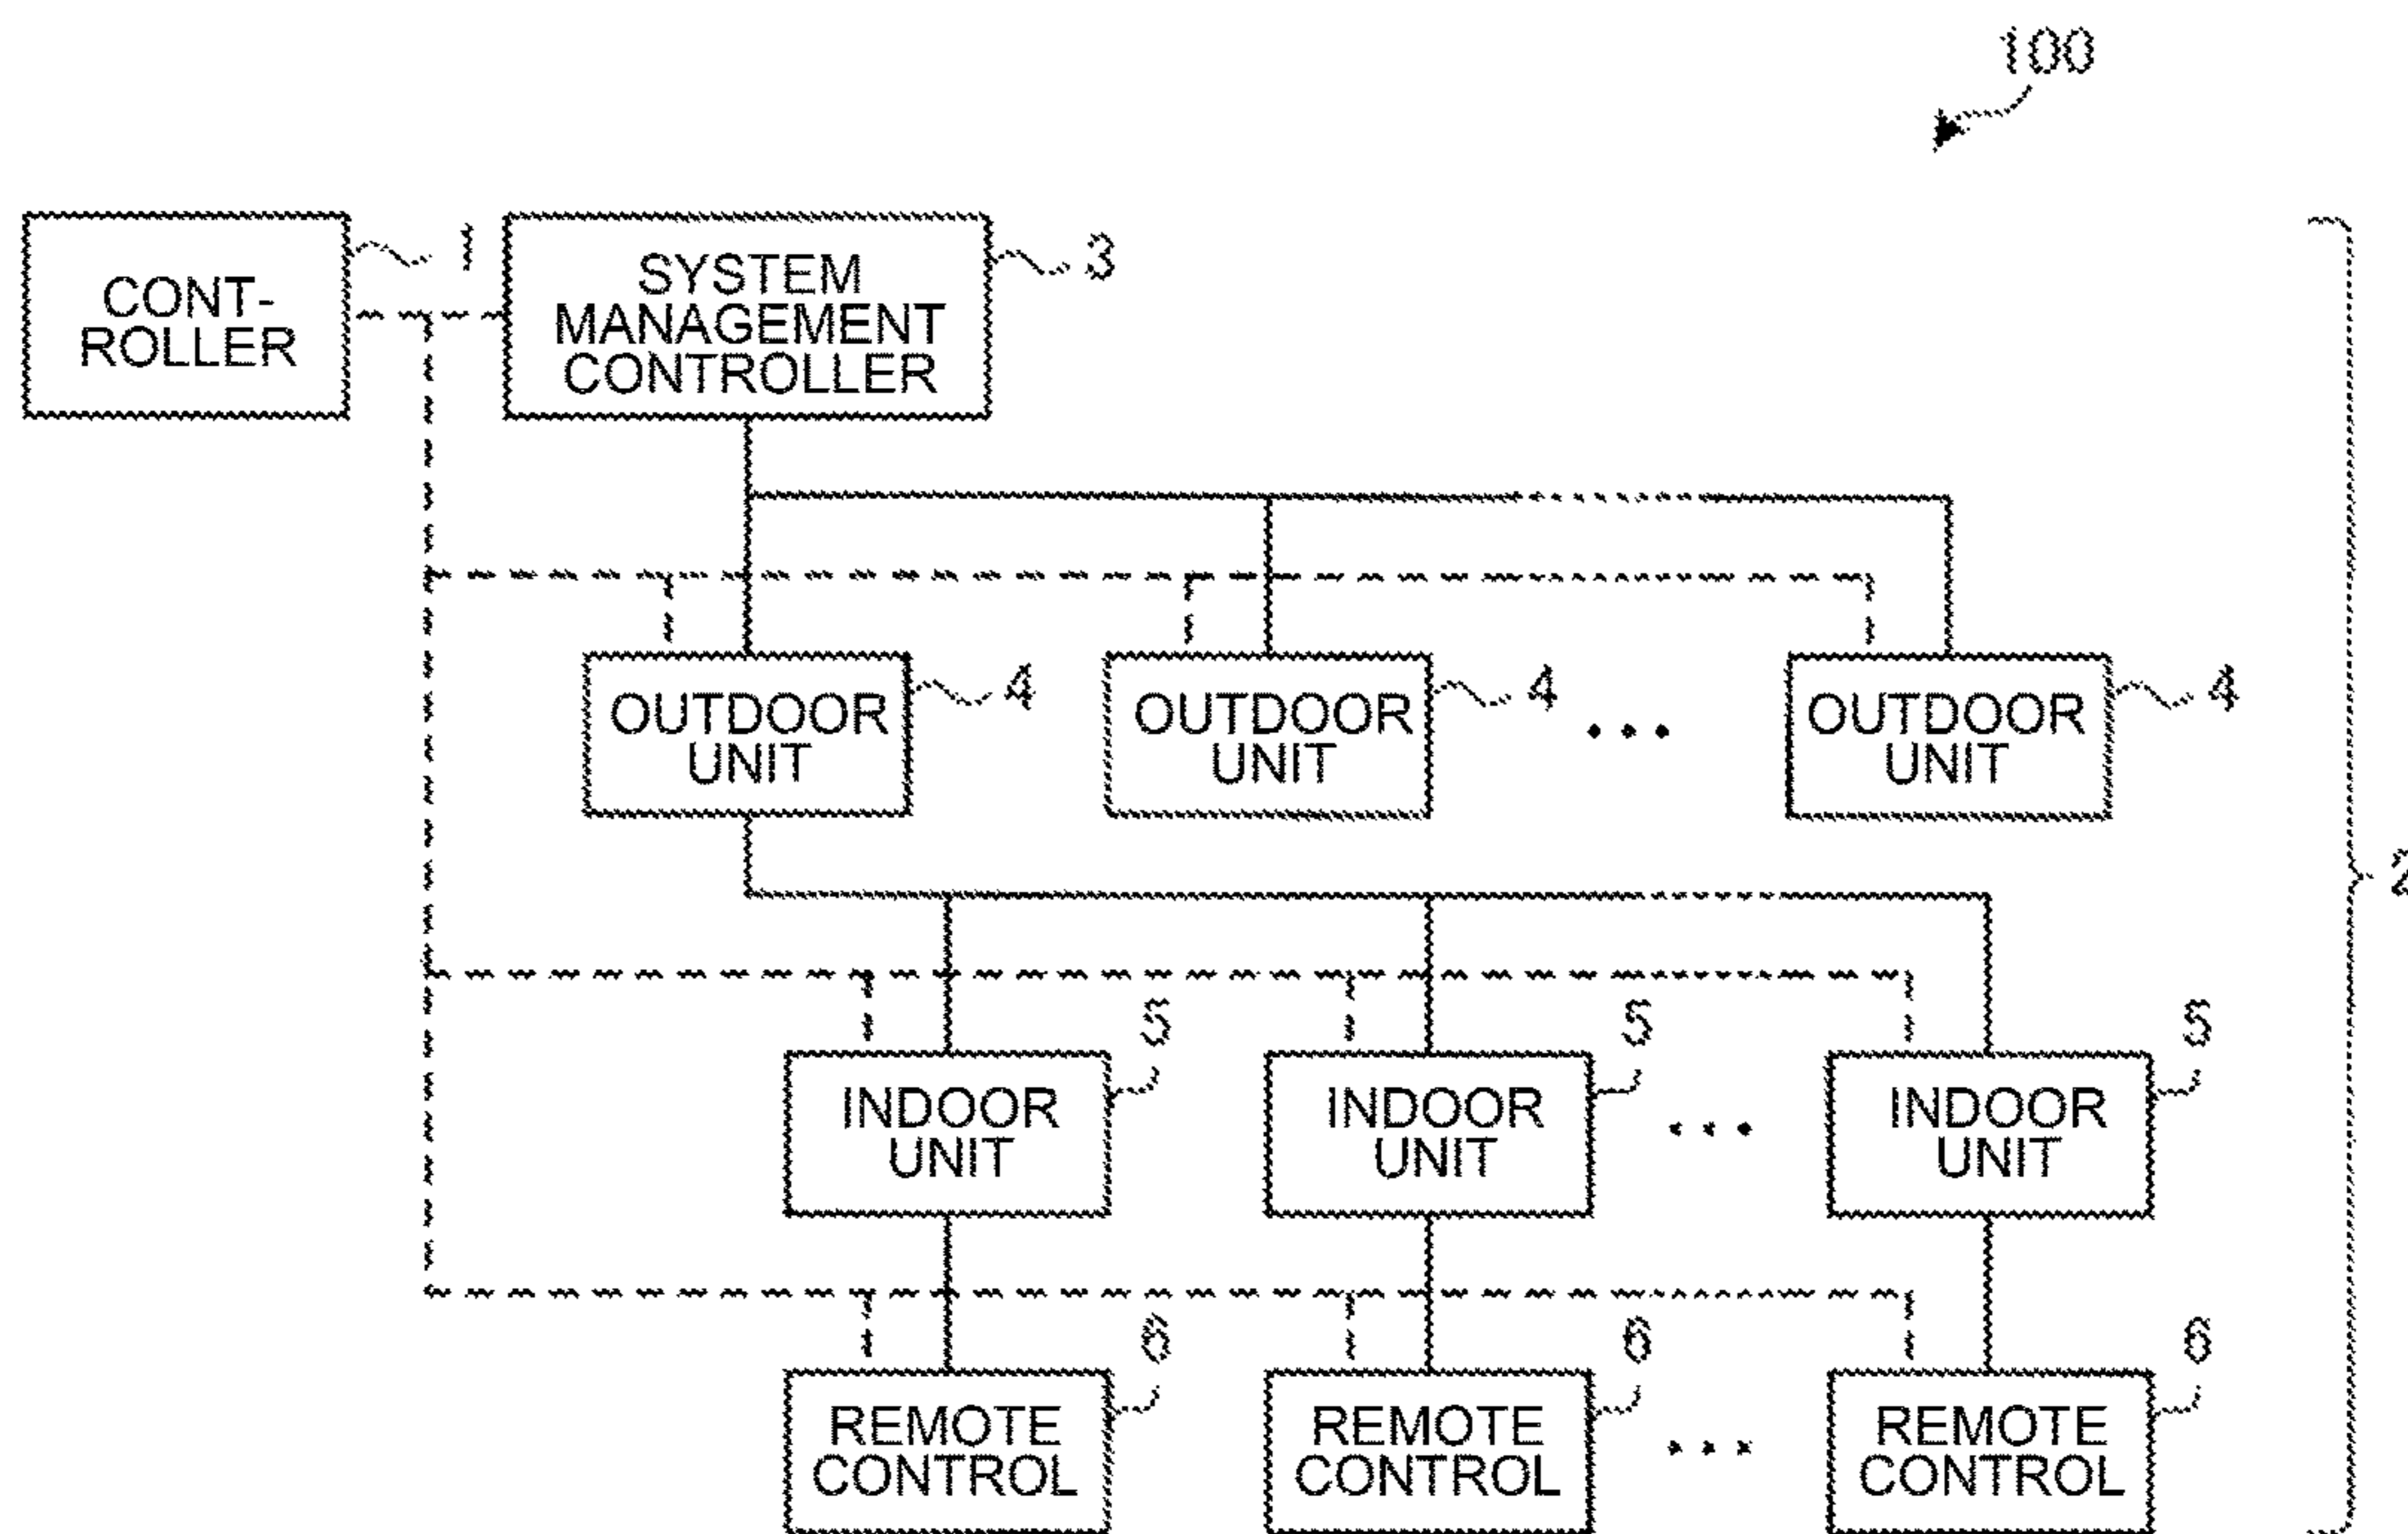 100
CONT-
ROLLER
1
SYSTEM
MANAGEMENT
CONTROLLER
3
OUTDOOR
UNIT
4
OUTDOOR
UNIT
4
...
OUTDOOR
UNIT
4
2
INDOOR
UNIT
5
INDOOR
UNIT
5
...
INDOOR
UNIT
5
REMOTE
CONTROL
6
REMOTE
CONTROL
6
...
REMOTE
CONTROL
6